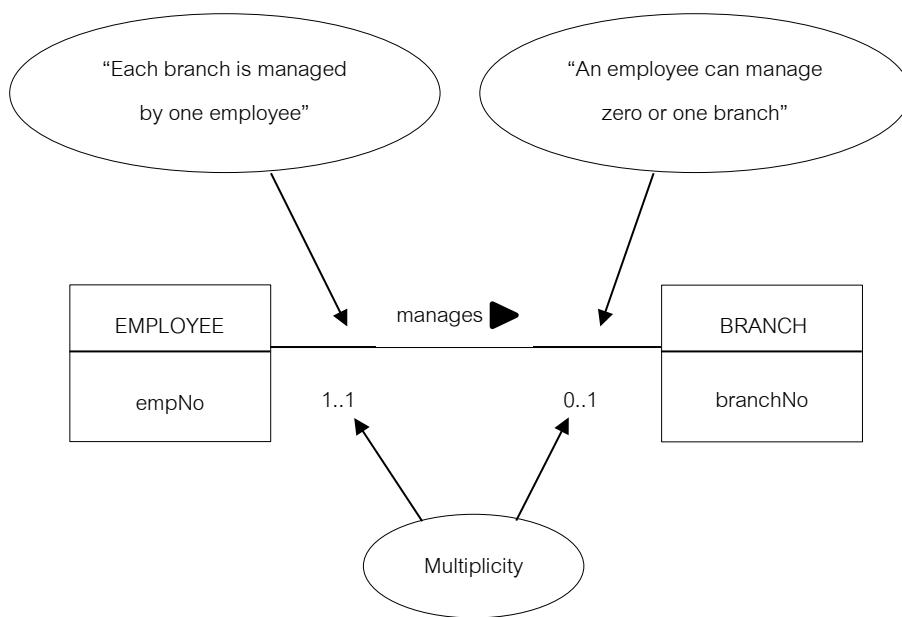 “Each branch is managed
by one employee”
“An employee can manage
zero or one branch”
manages
EMPLOYEE
BRANCH
empNo
1..1
0..1
branchNo
Multiplicity